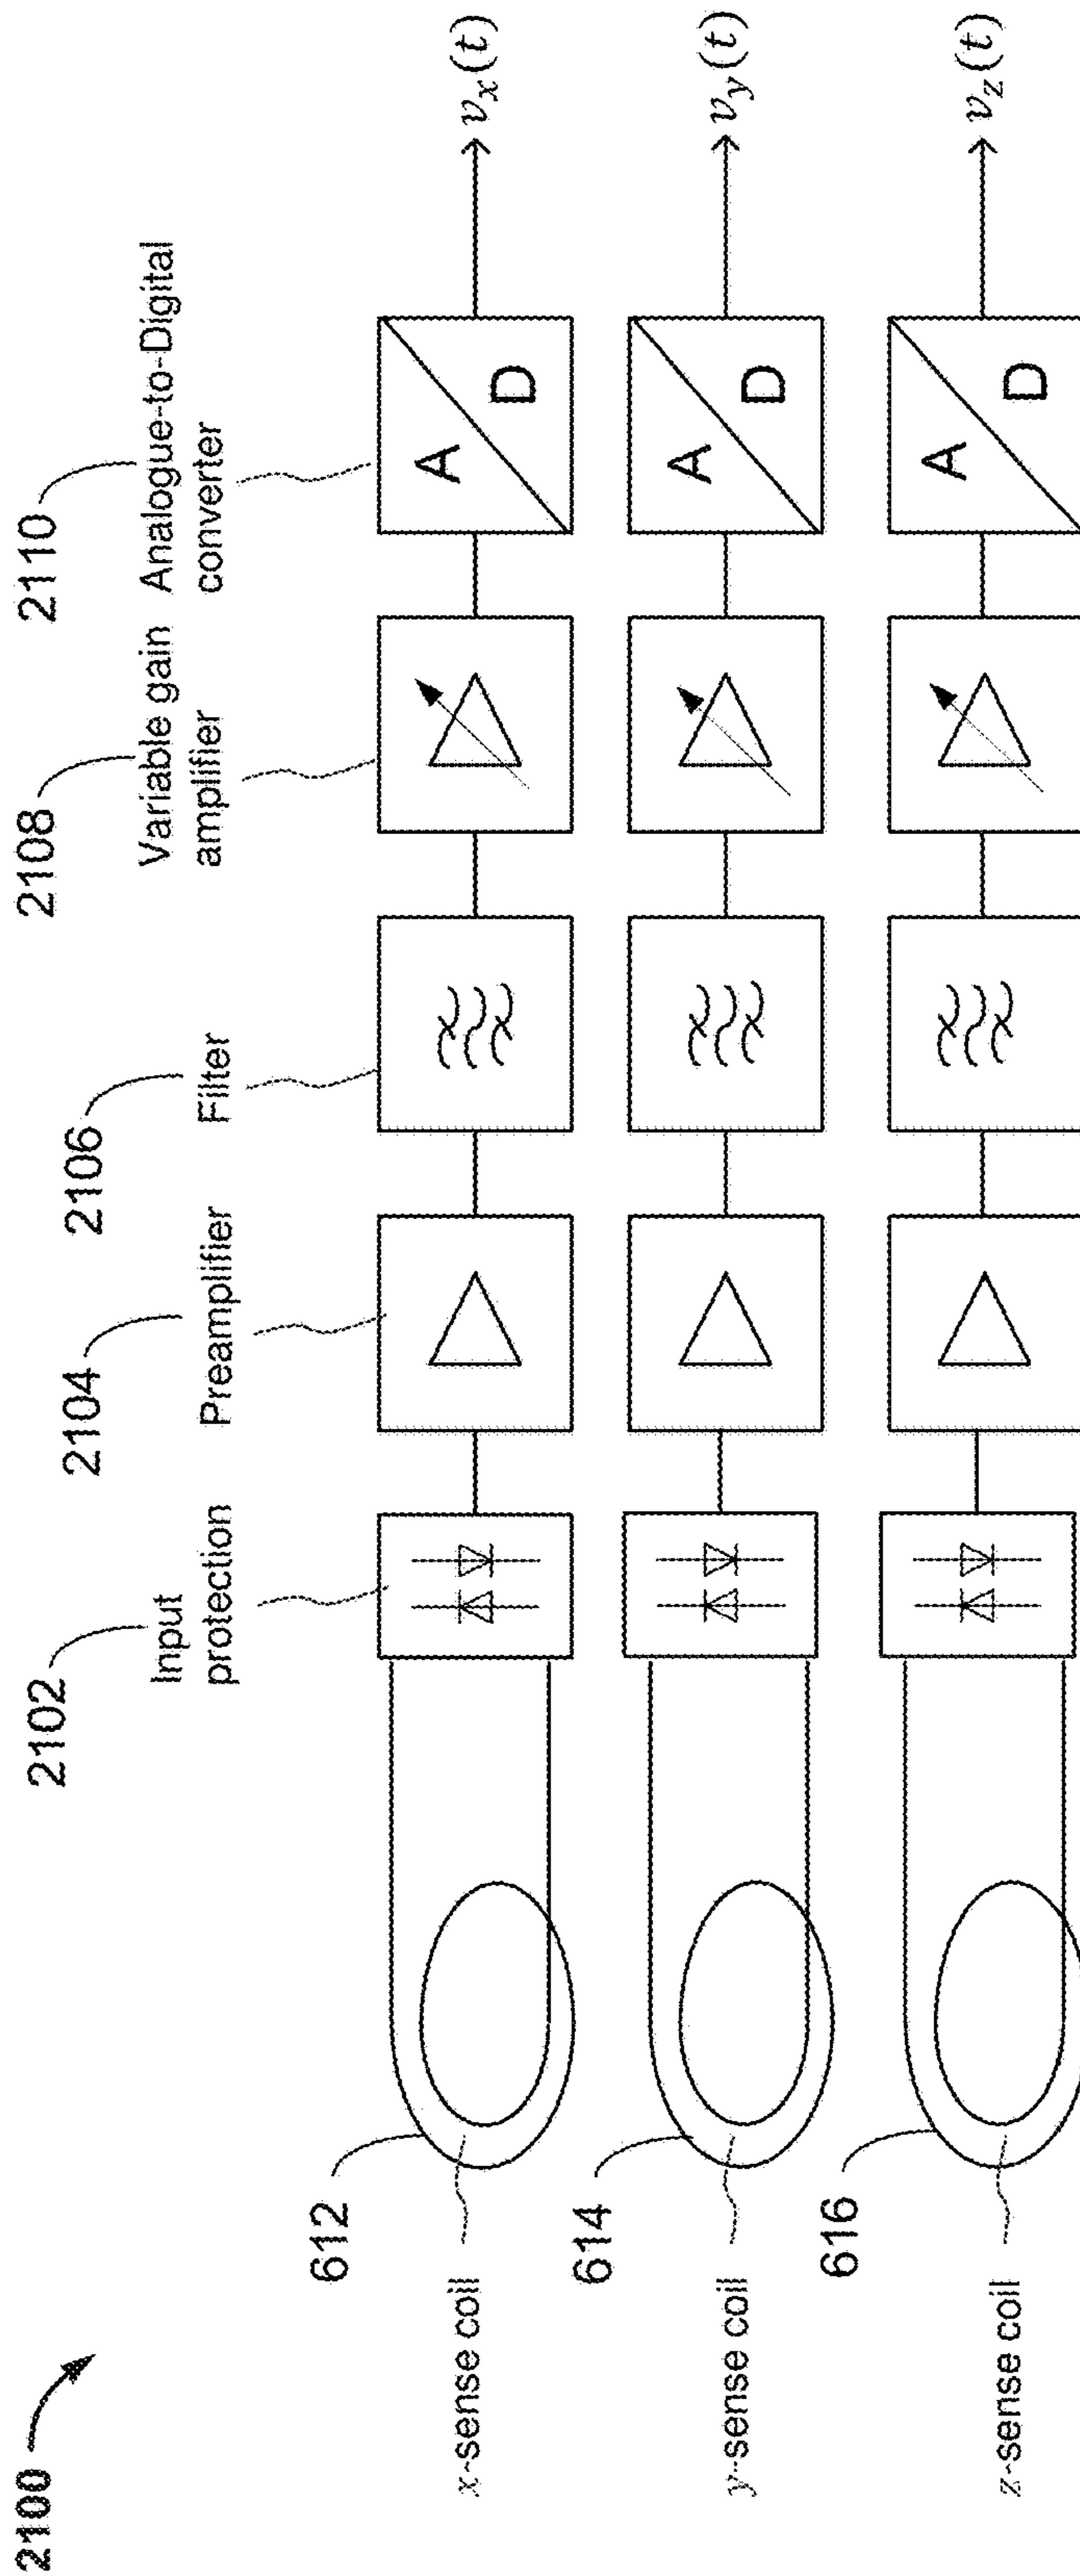 2100
2102
2104
2106
2108
2110
Input
protection
Preamplifier
Filter
Variable gain
amplifier
Analogue-to-Digital
converter
612
x-sense coil
A
D
vx(t)
614
y-sense coil
A
D
vy(t)
616
z-sense coil
A
D
vz(t)